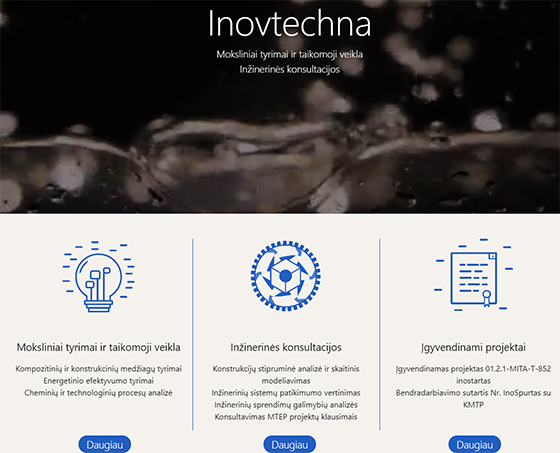 Inovtechna
Moksliniai tyrimai ir taikomoji veikla
Inžinerinės konsultacijos
Moksliniai tyrimai ir taikomoji veikla
Kompozitinių ir konstrukcinių medžiagų tyrimai
Energetinio efektyvumo tyrimai
Cheminių ir technologinių procesų analizė
Daugiau
Inžinerinės konsultacijos
Konstrukcijų stipruminė analizė ir skaitinis
modeliavimas
Inžinerinių sistemų patikimumo vertinimas
Inžinerinių sprendimų galimybių analizės
Konsultavimas MTEP projektų klausimais
Daugiau
Įgyvendinami projektai
Įgyvendinamas projektas 01.2.1-MITA-T-852
inostartas
Bendradarbiavimo sutartis Nr. InoSpurtas su
KMTP
Daugiau